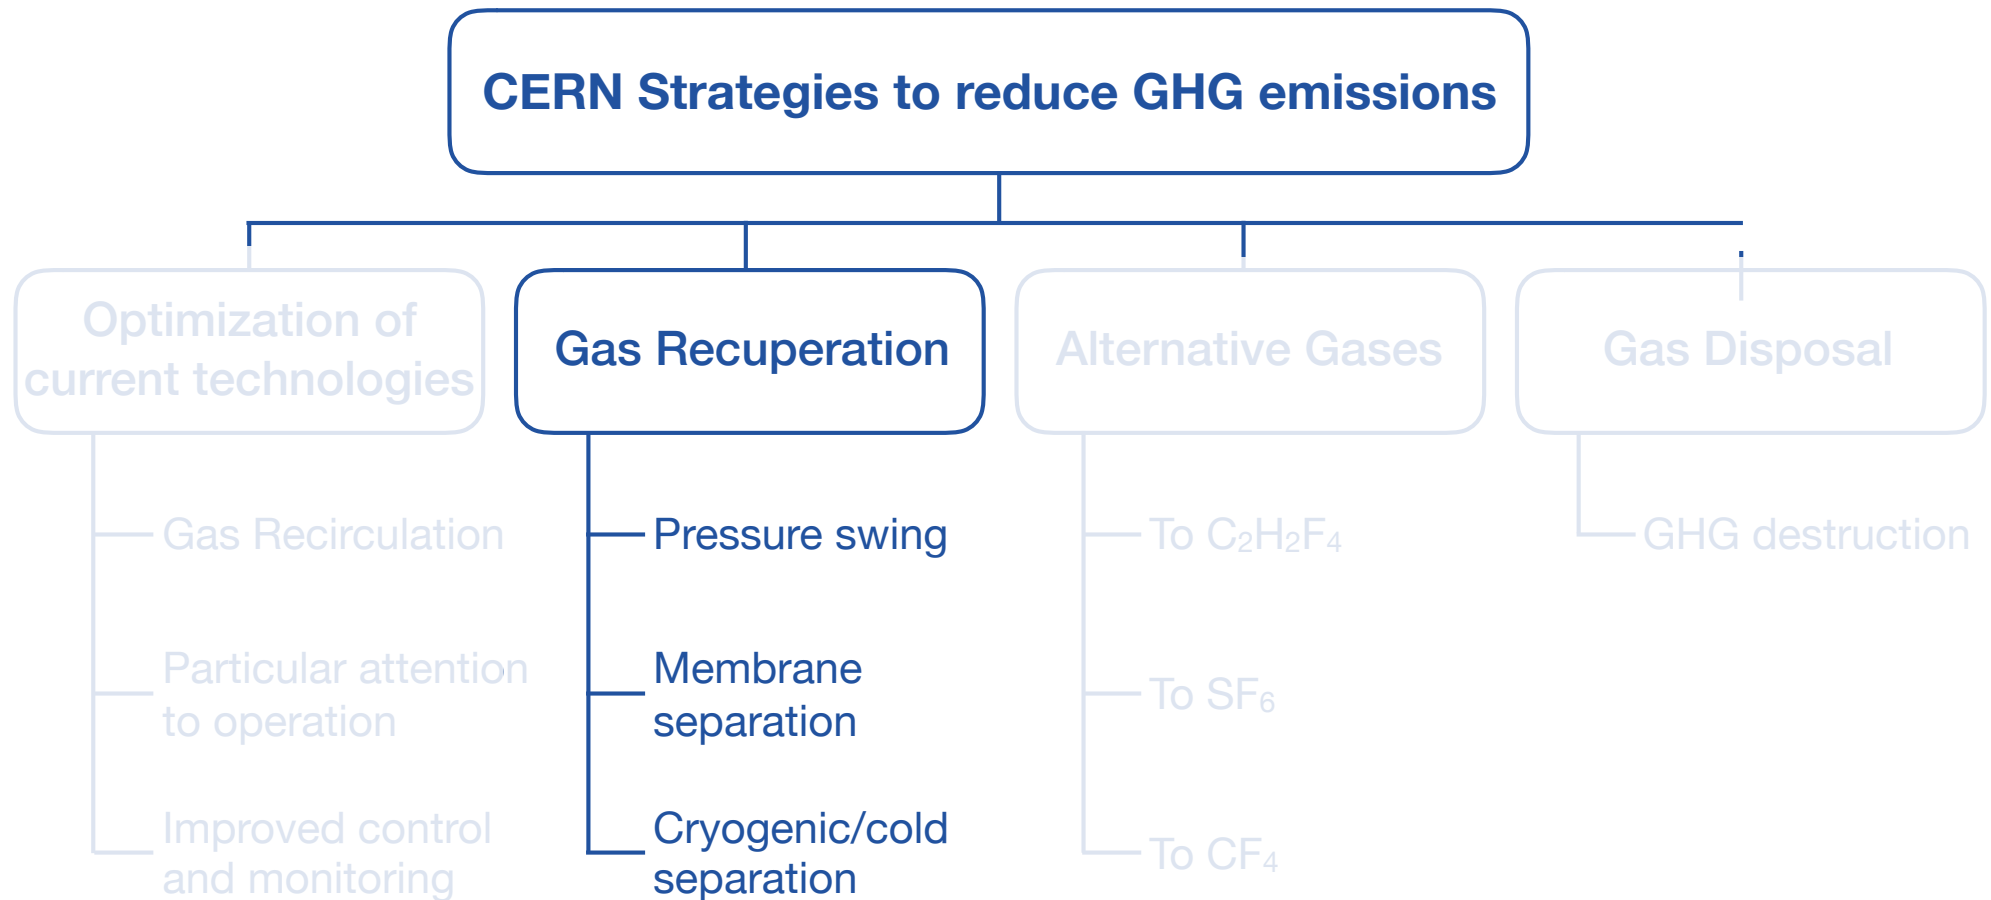 CERN Strategies to reduce GHG emissions
Optimization of
current technologies
Gas Recirculation
Particular attention
to operation
Improved control
and monitoring
Gas Recuperation
Pressure swing
Membrane
separation
Cryogenic/cold
separation
Alternative Gases
To C₂H₂F₄
To SF₆
To CF₄
Gas Disposal
GHG destruction